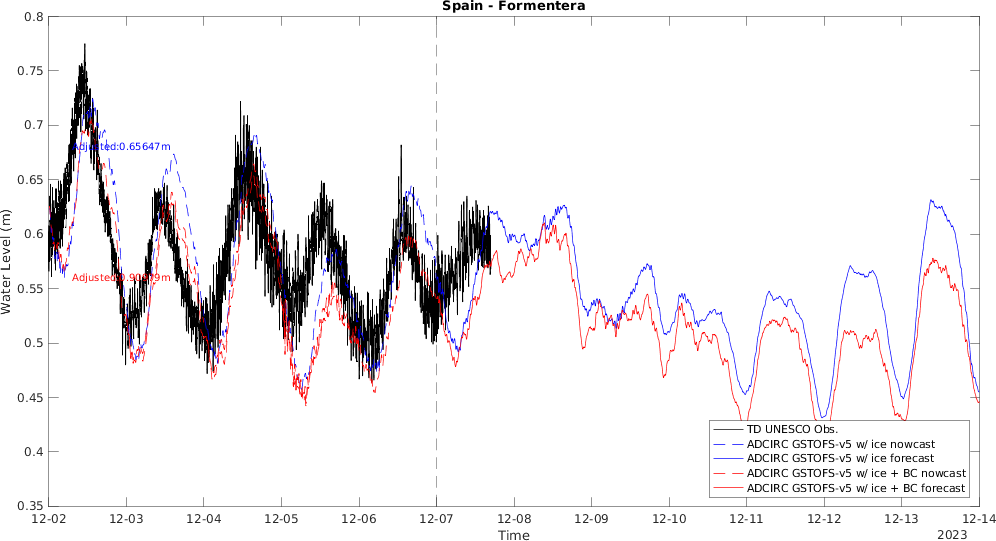 Spain - Formentera
0.8
0.75
0.7
0.65
0.6
0.55
0.5
0.45
0.4
0.35
Water Level (m)
Adjusted:0.65647m
TD UNESCO Obs.
ADCIRC GSTOFS-v5 w/ ice nowcast
ADCIRC GSTOFS-v5 w/ ice forecast
ADCIRC GSTOFS-v5 w/ ice + BC nowcast
ADCIRC GSTOFS-v5 w/ ice + BC forecast
12-02 12-03 12-04 12-05 12-06 12-07 12-08 12-09 12-10 12-11 12-12 12-13 12-14
Time
2023